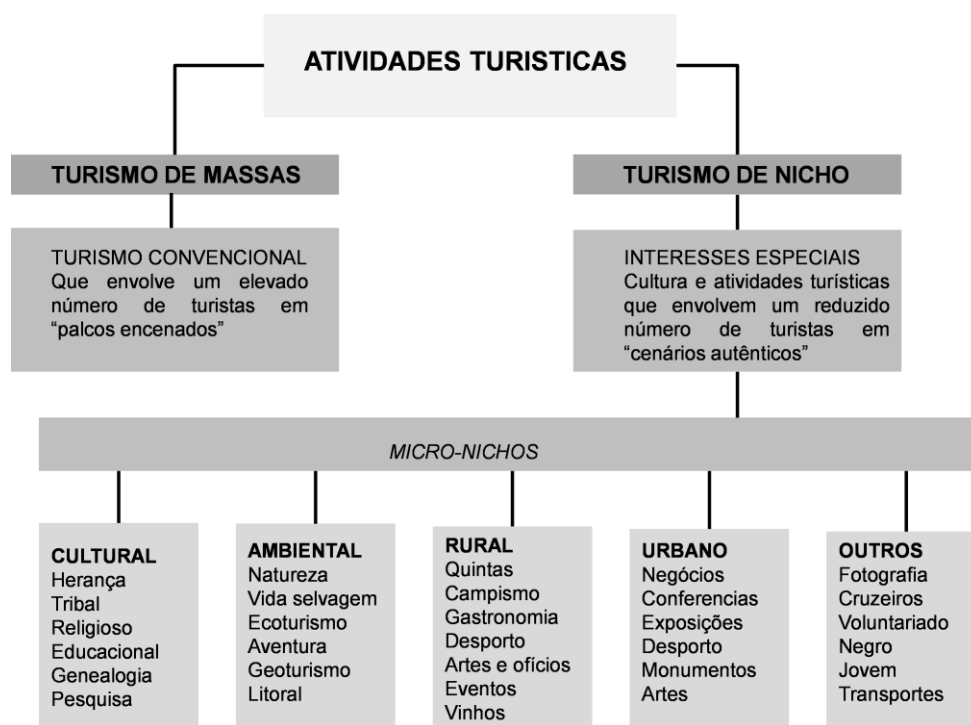 ATIVIDADES TURISTICAS
TURISMO DE MASSAS
TURISMO DE NICHO
TURISMO CONVENCIONAL
Que envolve um elevado
número de turistas em
“palcos encenados”
INTERESSES ESPECIAIS
Cultura e atividades turísticas
que envolvem um reduzido
número de turistas em
“cenários autênticos”
MICRO-NICHOS
CULTURAL
Herança
Tribal
Religioso
Educacional
Genealogia
Pesquisa
AMBIENTAL
Natureza
Vida selvagem
Ecoturismo
Aventura
Geoturismo
Litoral
RURAL
Quintas
Campismo
Gastronomia
Desporto
Artes e ofícios
Eventos
Vinhos
URBANO
Negócios
Conferencias
Exposições
Desporto
Monumentos
Artes
OUTROS
Fotografia
Cruzeiros
Voluntariado
Negro
Jovem
Transportes